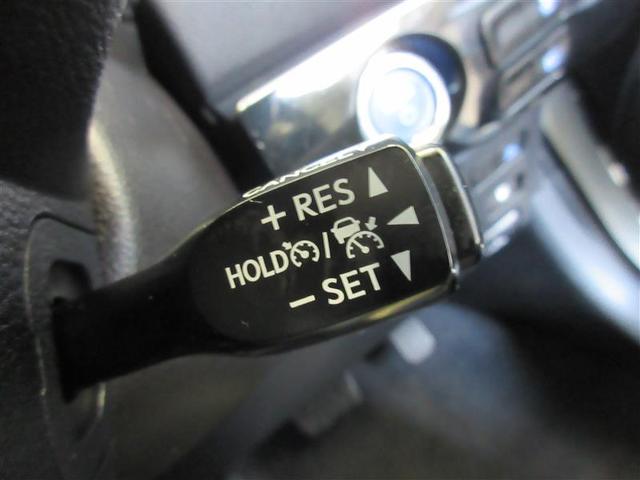 CANCEL
+ RES
HOLD /
− SET